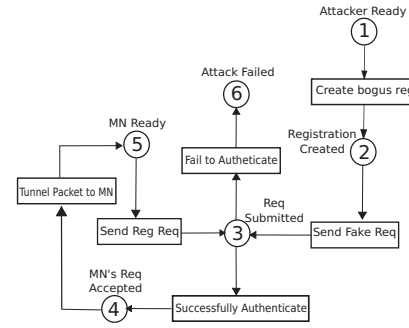 Attacker Ready
1
Create bogus reg
Attack Failed
6
MN Ready
5
Registration
Created
2
Fail to Autheticate
Tunnel Packet to MN
Req
Submitted
Send Reg Req
3
Send Fake Req
MN's Req
Accepted
4
Successfully Authenticate